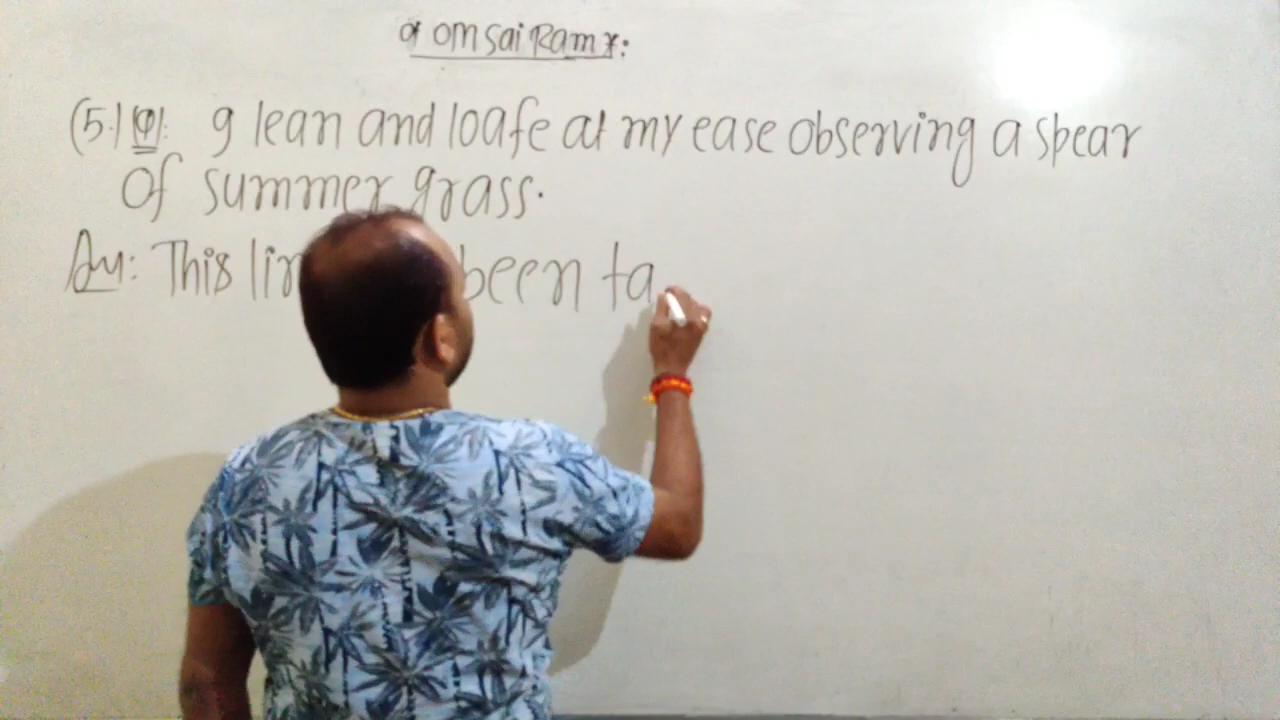 OM Sai Ram
(5.) Q: I lean and loafe at my ease observing a spear
Of summer grass.
Ans: This been ta